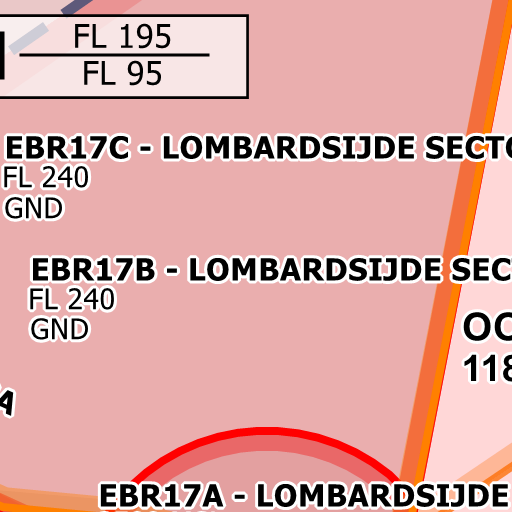 FL 195
FL 95
EBR17C - LOMBARDSIJDE SECTO
FL 240
GND
EBR17B - LOMBARDSIJDE SEC
FL 240
GND
OO
118
A
EBR17A - LOMBARDSIJDE